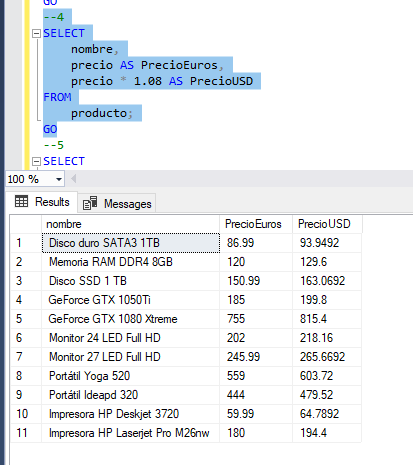 GO
--4
SELECT
nombre,
precio AS PrecioEuros,
precio * 1.08 AS PrecioUSD
FROM
producto;
GO
--5
SELECT
100 %
Results Messages
nombre PrecioEuros PrecioUSD
1 Disco duro SATA3 1TB 86.99 93.9492
2 Memoria RAM DDR4 8GB 120 129.6
3 Disco SSD 1 TB 150.99 163.0692
4 GeForce GTX 1050Ti 185 199.8
5 GeForce GTX 1080 Xtreme 755 815.4
6 Monitor 24 LED Full HD 202 218.16
7 Monitor 27 LED Full HD 245.99 265.6692
8 Portátil Yoga 520 559 603.72
9 Portátil Ideapd 320 444 479.52
10 Impresora HP Deskjet 3720 59.99 64.7892
11 Impresora HP Laserjet Pro M26nw 180 194.4